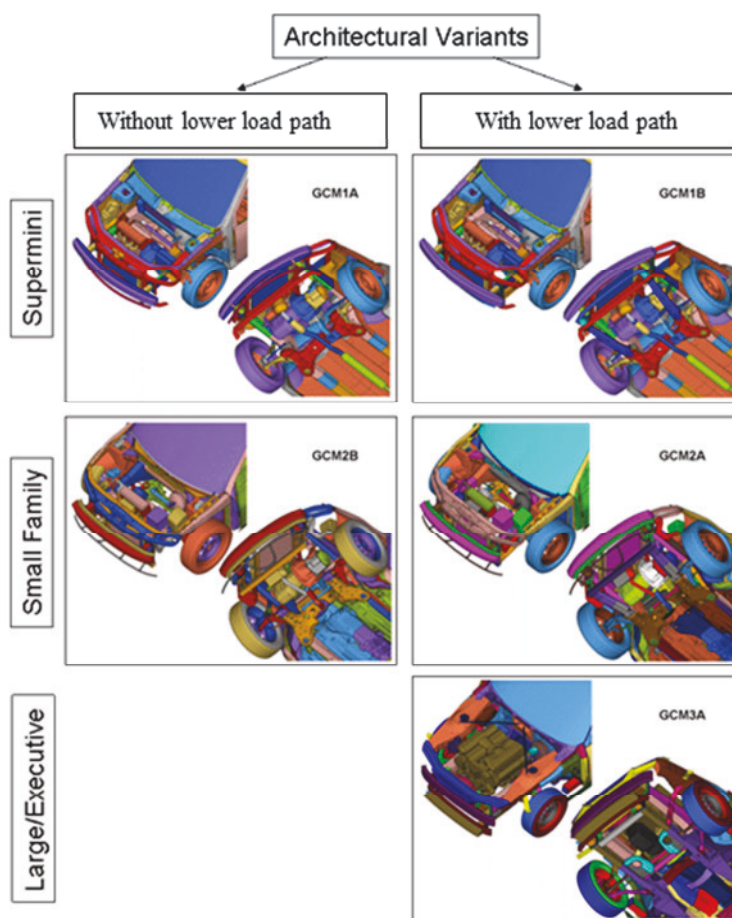 Architectural Variants
Without lower load path
With lower load path
Supermini
GCM1A
GCM1B
Small Family
GCM2B
GCM2A
Large/Executive
GCM3A